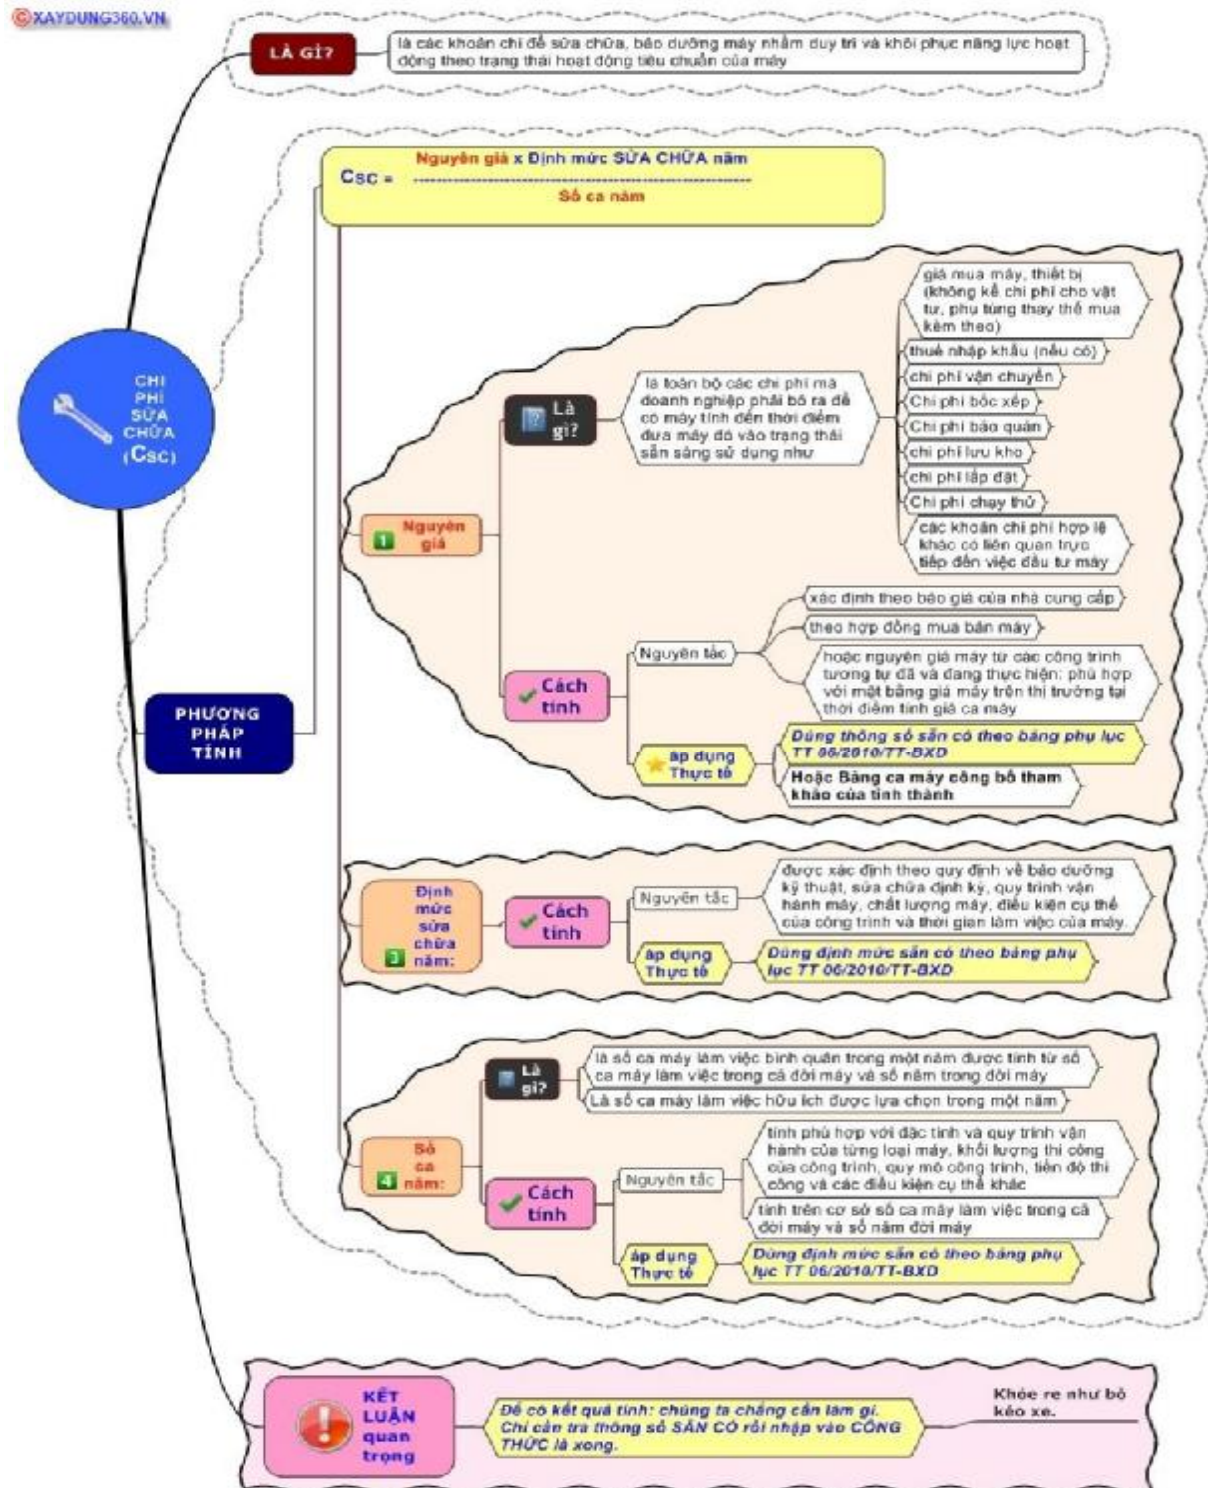 ©XAYDUNG360.VN
LÀ GÌ?
là các khoản chi để sửa chữa, bảo dưỡng máy nhằm duy trì và khôi phục năng lực hoạt
động theo trạng thái hoạt động tiêu chuẩn của máy
Nguyên giá x Định mức SỬA CHỮA năm
CSC =
Số ca năm
CHI
PHÍ
SỬA
CHỮA
(CSC)
PHƯƠNG
PHÁP
TÍNH
1 Nguyên
giá
Là
gì?
là toàn bộ các chi phí mà
doanh nghiệp phải bỏ ra để
có máy tính đến thời điểm
đưa máy đó vào trạng thái
sẵn sàng sử dụng như
giá mua máy, thiết bị
(không kể chi phí cho vật
tư, phụ tùng thay thế mua
kèm theo)
thuế nhập khẩu (nếu có)
chi phí vận chuyển
Chi phí bốc xếp
Chi phí bảo quản
chi phí lưu kho
chi phí lắp đặt
Chi phí chạy thử
các khoản chi phí hợp lệ
khác có liên quan trực
tiếp đến việc đầu tư máy
Cách
tính
Nguyên tắc
xác định theo báo giá của nhà cung cấp
theo hợp đồng mua bán máy
hoặc nguyên giá máy từ các công trình
tương tự đã và đang thực hiện; phù hợp
với mặt bằng giá máy trên thị trường tại
thời điểm tính giá ca máy
áp dụng
Thực tế
Dùng thông số sẵn có theo bảng phụ lục
TT 06/2010/TT-BXD
Hoặc Bảng ca máy công bố tham
khảo của tỉnh thành
Định
mức
sửa
chữa
3 năm:
Cách
tính
Nguyên tắc
được xác định theo quy định về bảo dưỡng
kỹ thuật, sửa chữa định kỳ, quy trình vận
hành máy, chất lượng máy, điều kiện cụ thể
của công trình và thời gian làm việc của máy.
áp dụng
Thực tế
Dùng định mức sẵn có theo bảng phụ
lục TT 06/2010/TT-BXD
Số
ca
4 năm:
Là
gì?
là số ca máy làm việc bình quân trong một năm được tính từ số
ca máy làm việc trong cả đời máy và số năm trong đời máy
Là số ca máy làm việc hữu ích được lựa chọn trong một năm
Cách
tính
Nguyên tắc
tính phù hợp với đặc tính và quy trình vận
hành của từng loại máy, khối lượng thi công
của công trình, quy mô công trình, tiến độ thi
công và các điều kiện cụ thể khác
tính trên cơ sở số ca máy làm việc trong cả
đời máy và số năm đời máy
áp dụng
Thực tế
Dùng định mức sẵn có theo bảng phụ
lục TT 06/2010/TT-BXD
KẾT
LUẬN
quan
trọng
Để có kết quả tính: chúng ta chẳng cần làm gì.
Chỉ cần tra thông số SẴN CÓ rồi nhập vào CÔNG
THỨC là xong.
Khỏe re như bò
kéo xe.